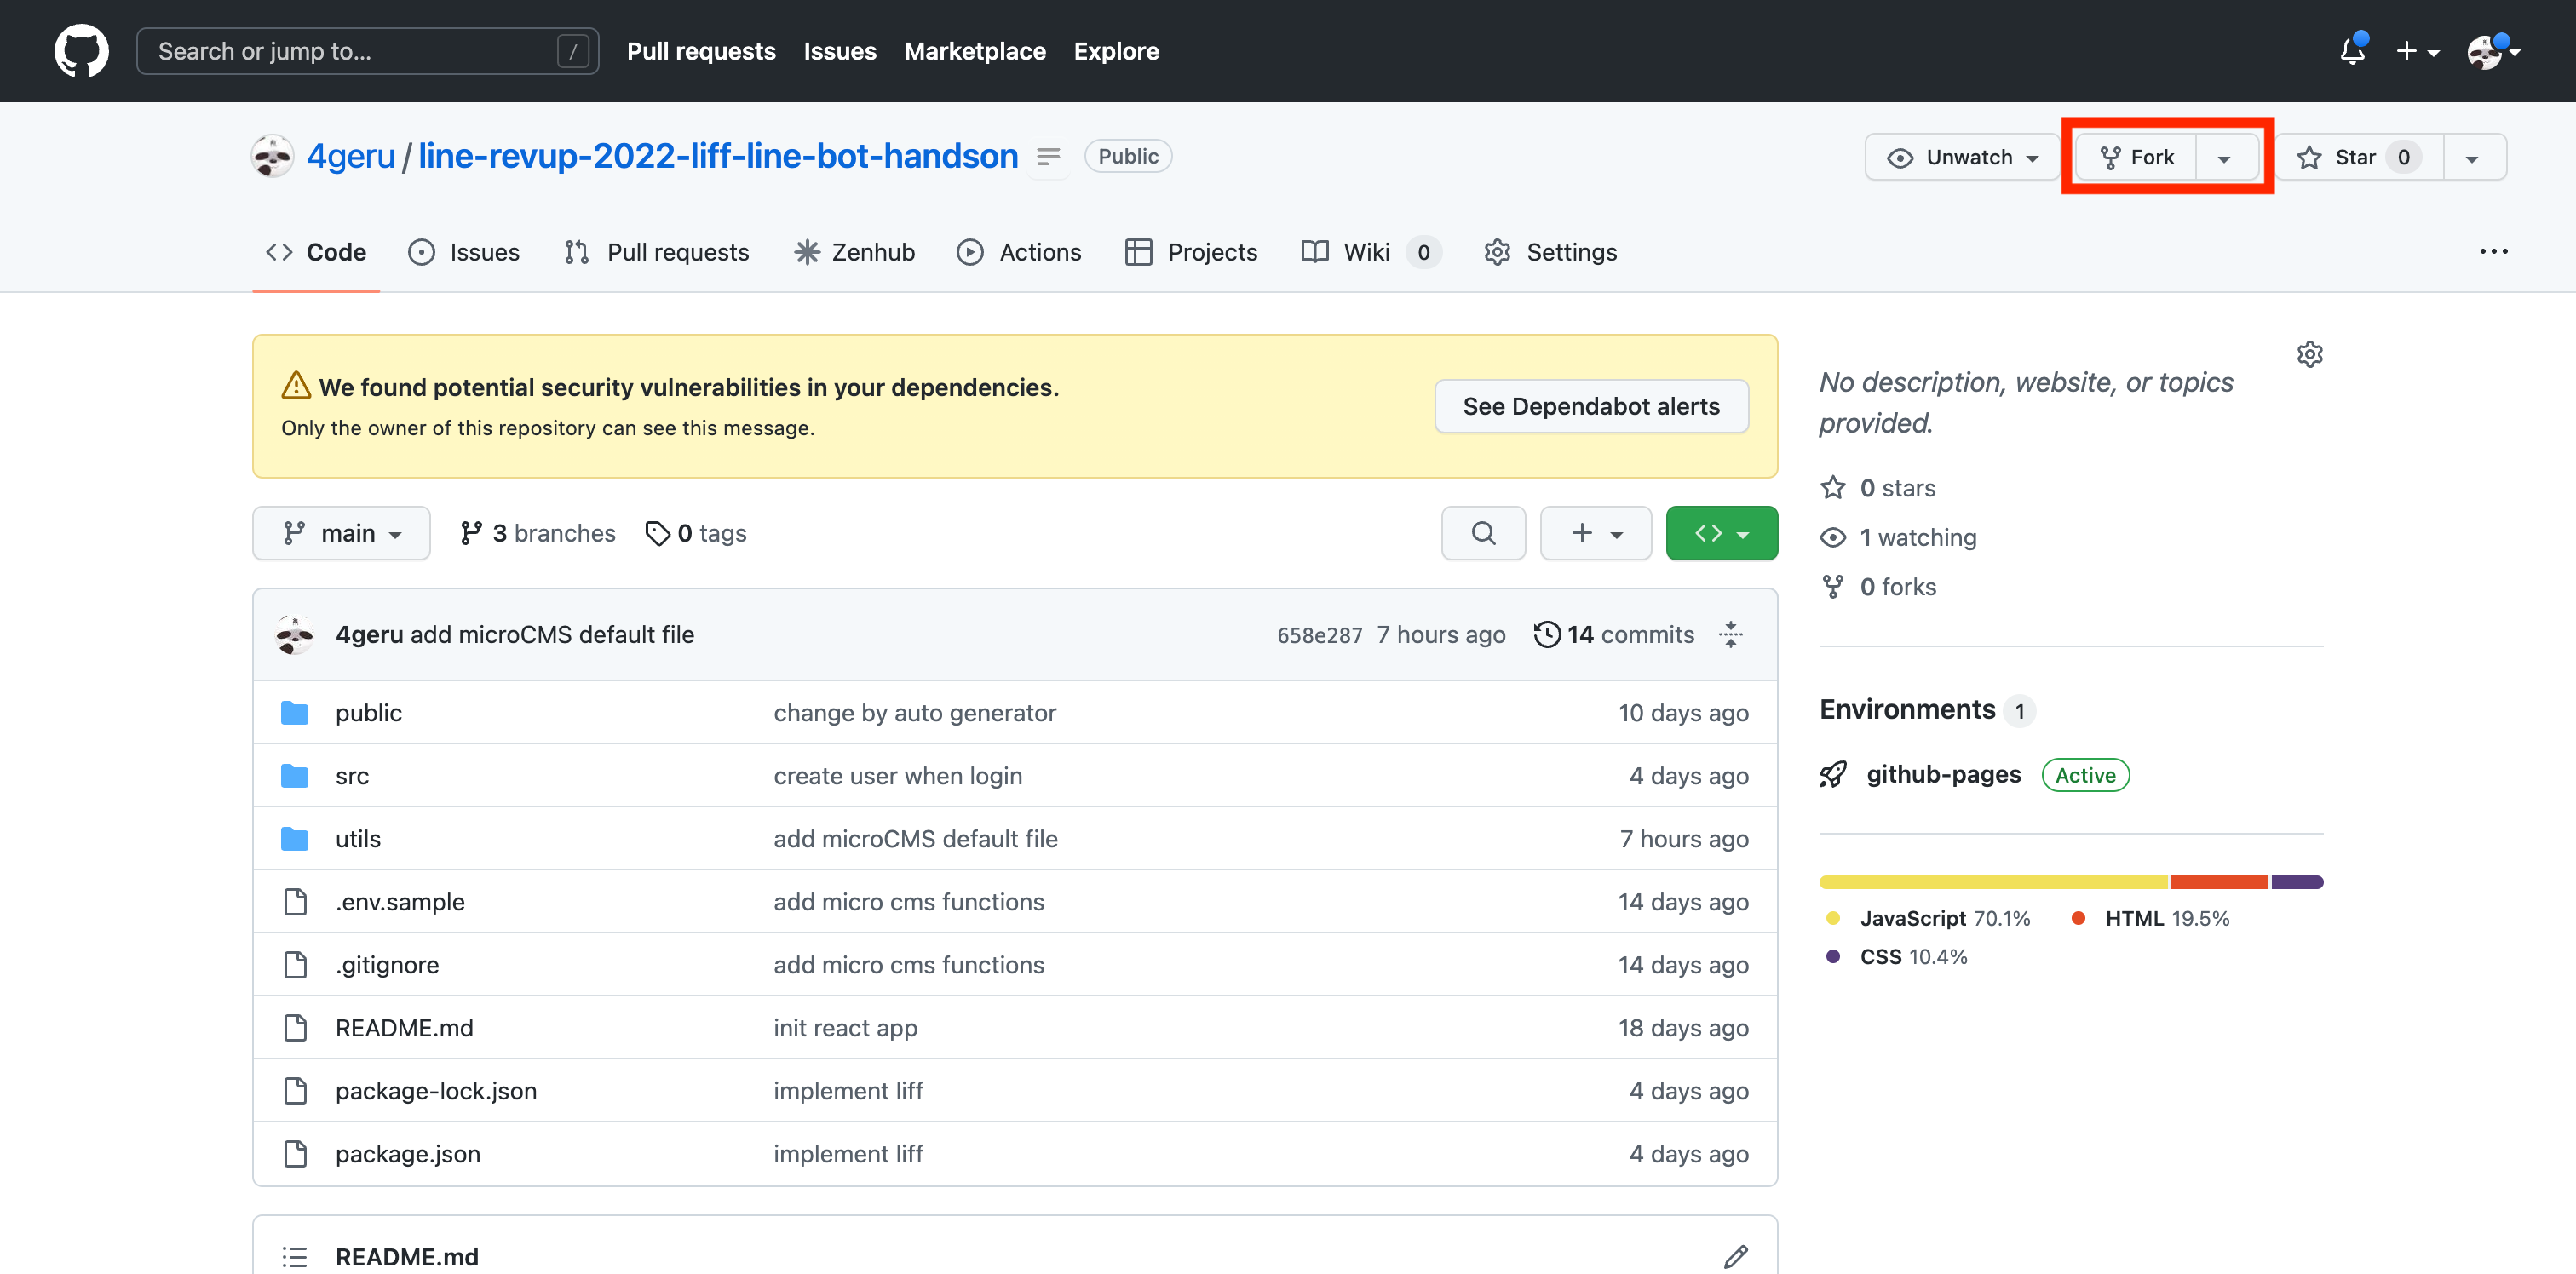 Search or jump to... /
Pull requests Issues Marketplace Explore
4geru / line-revup-2022-liff-line-bot-handson Public
Unwatch Fork Star 0
Code Issues Pull requests Zenhub Actions Projects Wiki 0 Settings
We found potential security vulnerabilities in your dependencies.
Only the owner of this repository can see this message.
See Dependabot alerts
main 3 branches 0 tags
4geru add microCMS default file 658e287 7 hours ago 14 commits
public change by auto generator 10 days ago
src create user when login 4 days ago
utils add microCMS default file 7 hours ago
.env.sample add micro cms functions 14 days ago
.gitignore add micro cms functions 14 days ago
README.md init react app 18 days ago
package-lock.json implement liff 4 days ago
package.json implement liff 4 days ago
README.md
No description, website, or topics
provided.
0 stars
1 watching
0 forks
Environments 1
github-pages Active
JavaScript 70.1% HTML 19.5%
CSS 10.4%